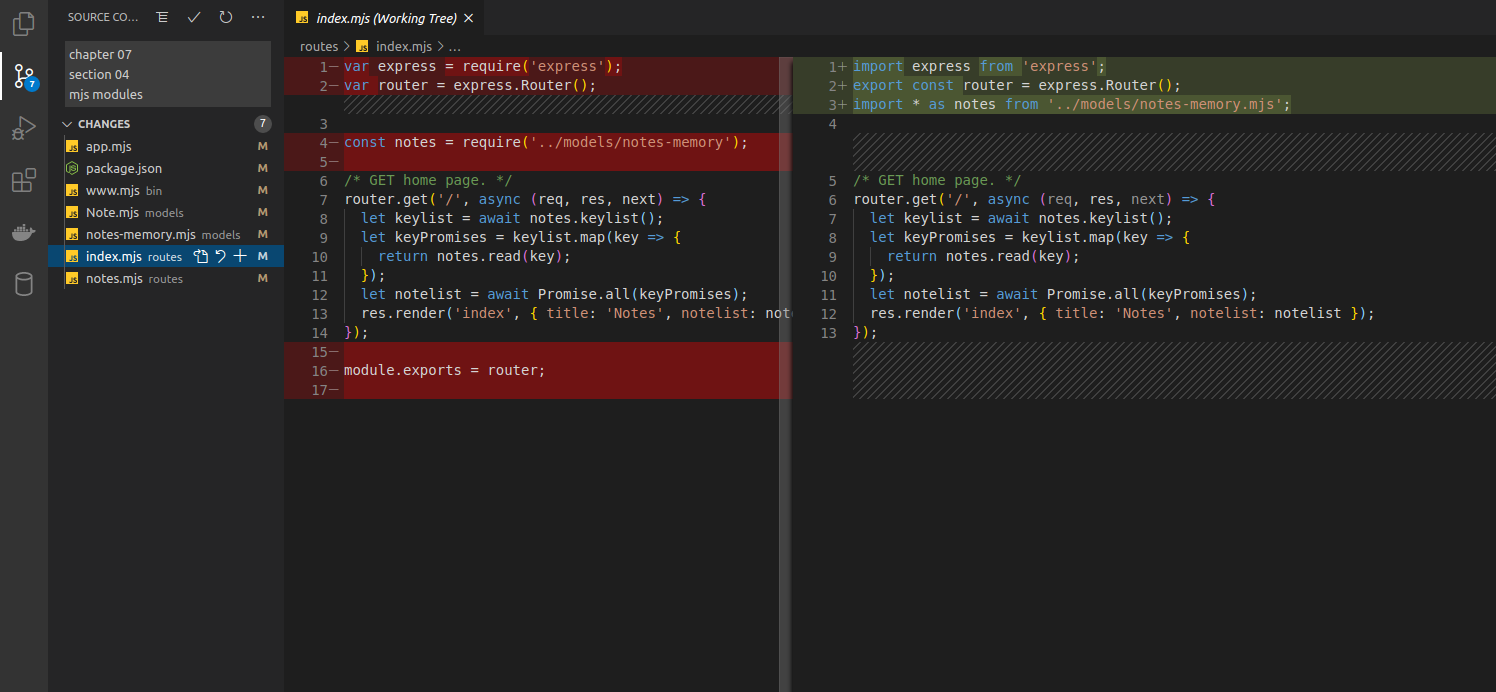 SOURCE CO...
chapter 07
section 04
mjs modules
CHANGES 7
app.mjs M
package.json M
www.mjs bin M
Note.mjs models M
notes-memory.mjs models M
index.mjs routes M
notes.mjs routes M
7
JS index.mjs (Working Tree)
routes > JS index.mjs > ...
1— var express = require('express');
2— var router = express.Router();
3
4— const notes = require('../models/notes-memory');
5—
6 /* GET home page. */
7 router.get('/', async (req, res, next) => {
8 let keylist = await notes.keylist();
9 let keyPromises = keylist.map(key => {
10 return notes.read(key);
11 });
12 let notelist = await Promise.all(keyPromises);
13 res.render('index', { title: 'Notes', notelist: note
14 });
15—
16— module.exports = router;
17—
1+ import express from 'express';
2+ export const router = express.Router();
3+ import * as notes from '../models/notes-memory.mjs';
4
5 /* GET home page. */
6 router.get('/', async (req, res, next) => {
7 let keylist = await notes.keylist();
8 let keyPromises = keylist.map(key => {
9 return notes.read(key);
10 });
11 let notelist = await Promise.all(keyPromises);
12 res.render('index', { title: 'Notes', notelist: notelist });
13 });